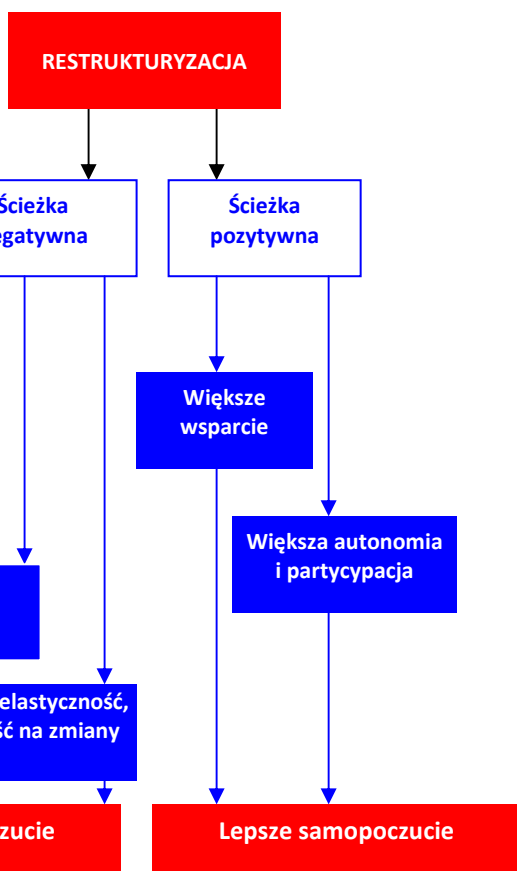 RESTRUKTURYZACJA
Ścieżka
egatywna
Ścieżka
pozytywna
Większe
wsparcie
Większa autonomia
i partycypacja
elastyczność,
ść na zmiany
zucie
Lepsze samopoczucie